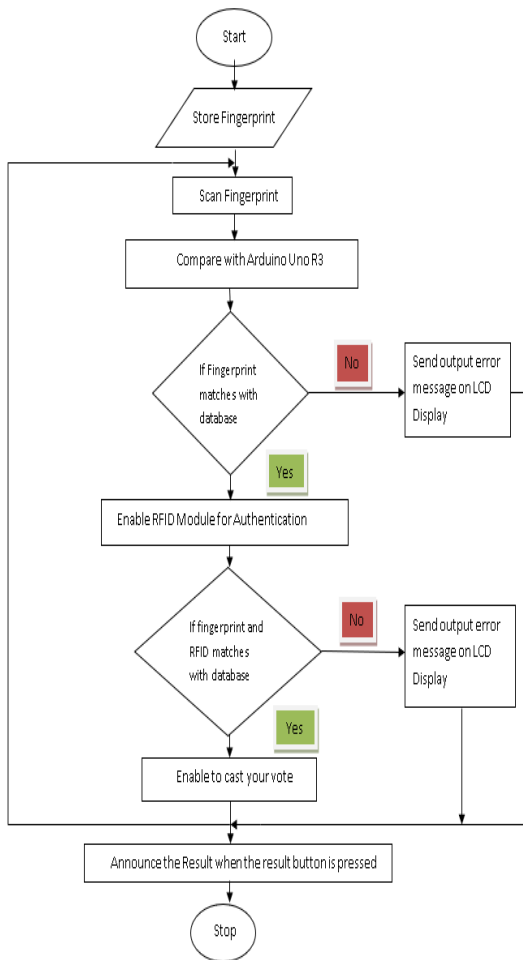 Start
Store Fingerprint
Scan Fingerprint
Compare with Arduino Uno R3
If Fingerprint
matches with
database
No
Send output error
message on LCD
Display
Yes
Enable RFID Module for Authentication
If fingerprint and
RFID matches
with database
No
Send output error
message on LCD
Display
Yes
Enable to cast your vote
Announce the Result when the result button is pressed
Stop